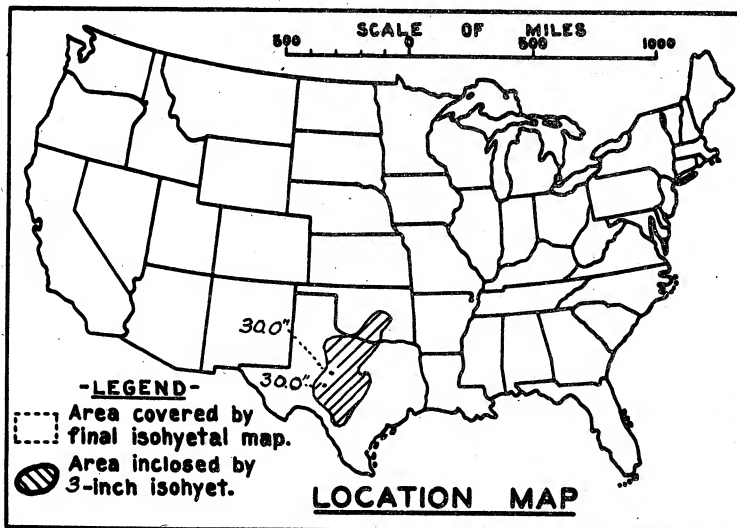 SCALE OF MILES
500 0 500 1000
30.0"
30.0"
-LEGEND-
Area covered by
final isohyetal map.
Area inclosed by
3-inch isohyet.
LOCATION MAP